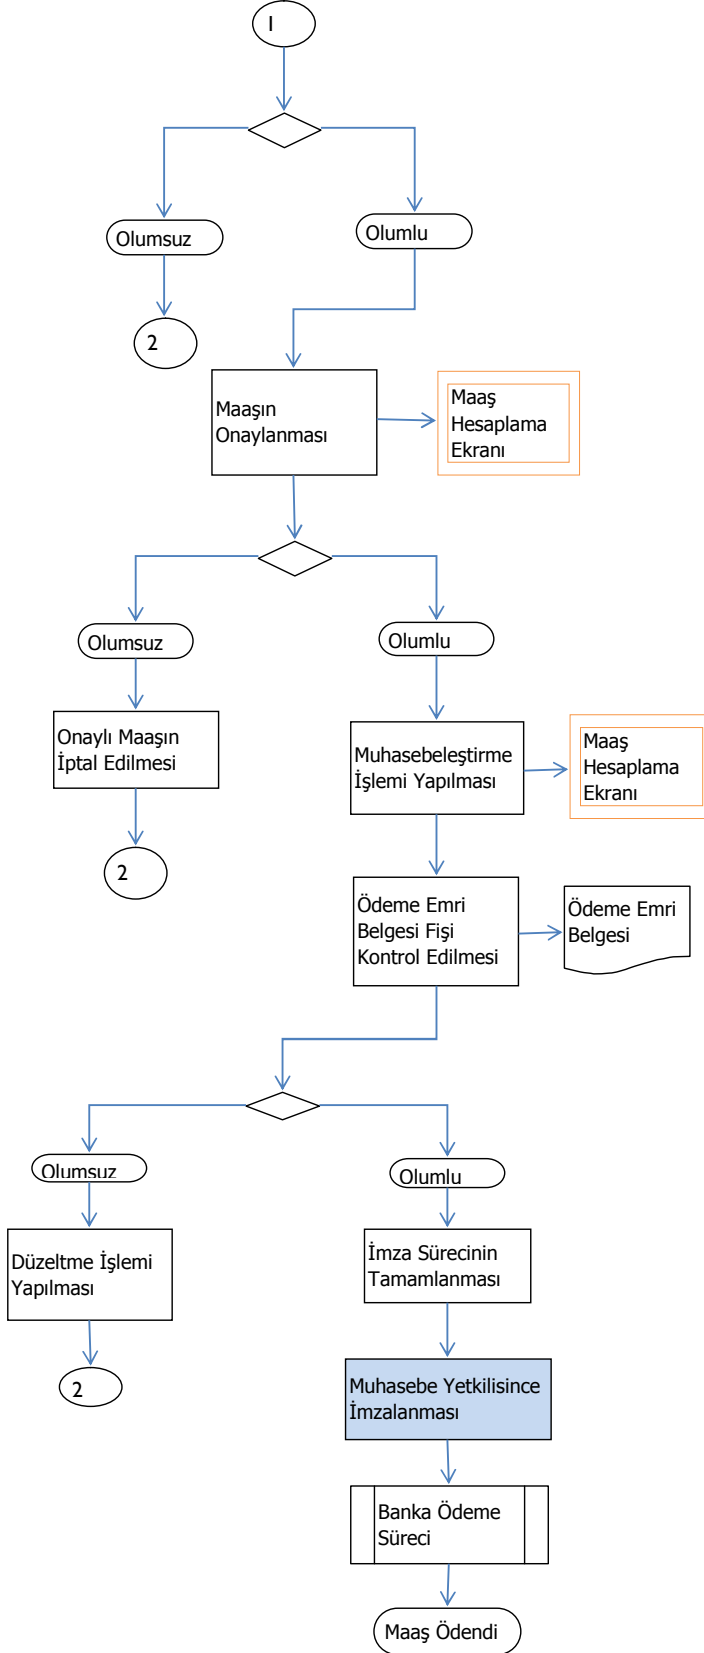 1
Olumsuz
Olumlu
2
Maaşın
Onaylanması
Maaş
Hesaplama
Ekranı
Olumsuz
Olumlu
Onaylı Maaşın
İptal Edilmesi
Muhasebeleştirme
İşlemi Yapılması
Maaş
Hesaplama
Ekranı
2
Ödeme Emri
Belgesi Fişi
Kontrol Edilmesi
Ödeme Emri
Belgesi
Olumsuz
Olumlu
Düzeltme İşlemi
Yapılması
İmza Sürecinin
Tamamlanması
2
Muhasebe Yetkilisince
İmzalanması
Banka Ödeme
Süreci
Maaş Ödendi